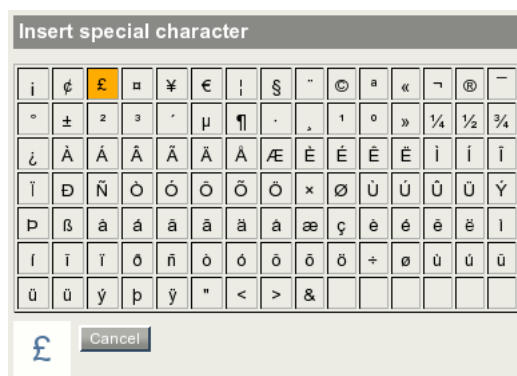 Insert special character
¡ ¢ £ ¤ ¥ € ¦ § ¨ © ª « ¬ ® ¯
° ± ² ³ ´ µ ¶ · ¸ ¹ º » ¼ ½ ¾
¿ À Á Â Ã Ä Å Æ È É Ê Ë Ì Í Î
Ï Ð Ñ Ò Ó Ô Õ Ö × Ø Ù Ú Û Ü Ý
Þ ß à á â ã ä å æ ç è é ê ë ì
í î ï ð ñ ò ó ô õ ö ÷ ø ù ú û
ü ü ý þ ÿ " < > &
£ Cancel